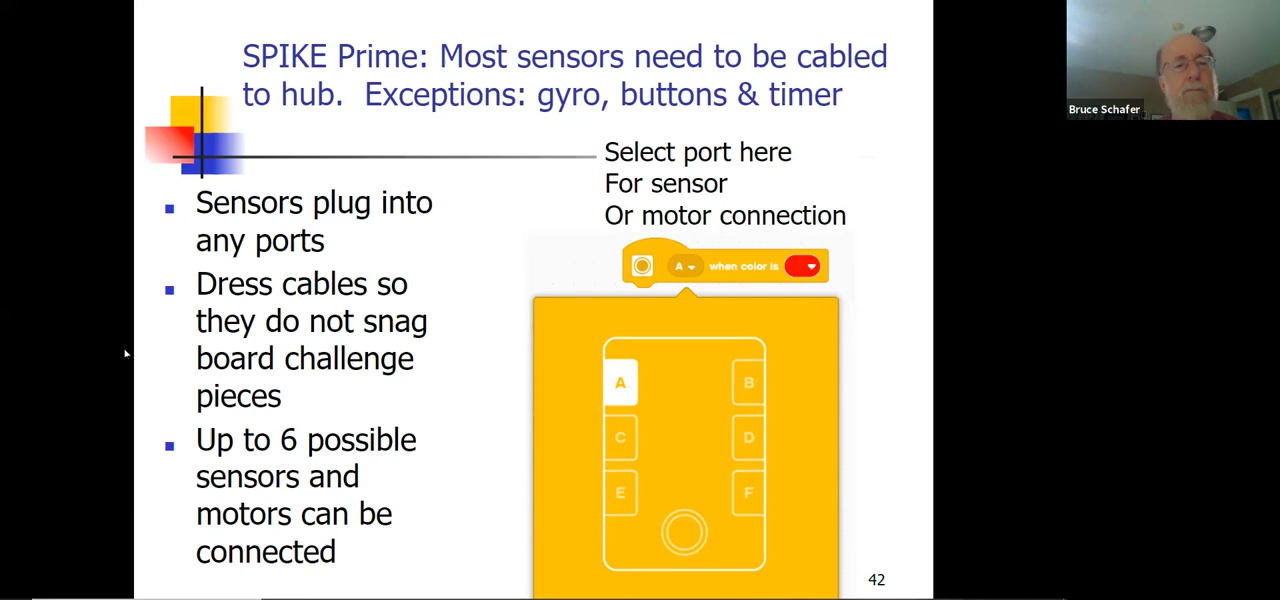 SPIKE Prime: Most sensors need to be cabled
to hub.  Exceptions: gyro, buttons & timer
Bruce Schafer
Select port here
For sensor
Or motor connection
Sensors plug into
any ports
Dress cables so
they do not snag
board challenge
pieces
Up to 6 possible
sensors and
motors can be
connected
A when color is
A B
C D
E F
42